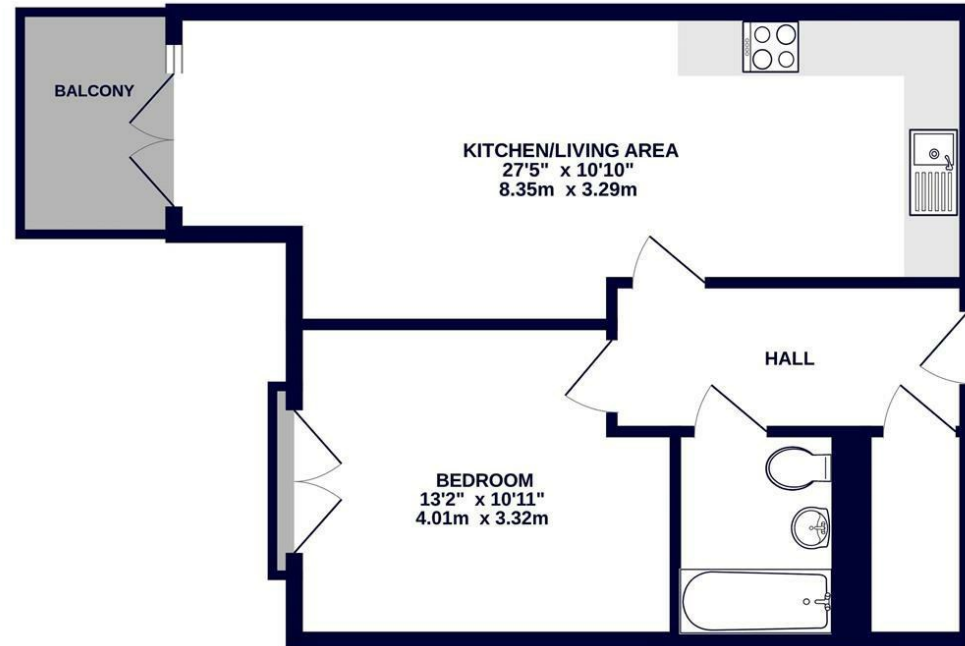 BALCONY
KITCHEN/LIVING AREA
27'5" x 10'10"
8.35m x 3.29m
HALL
BEDROOM
13'2" x 10'11"
4.01m x 3.32m